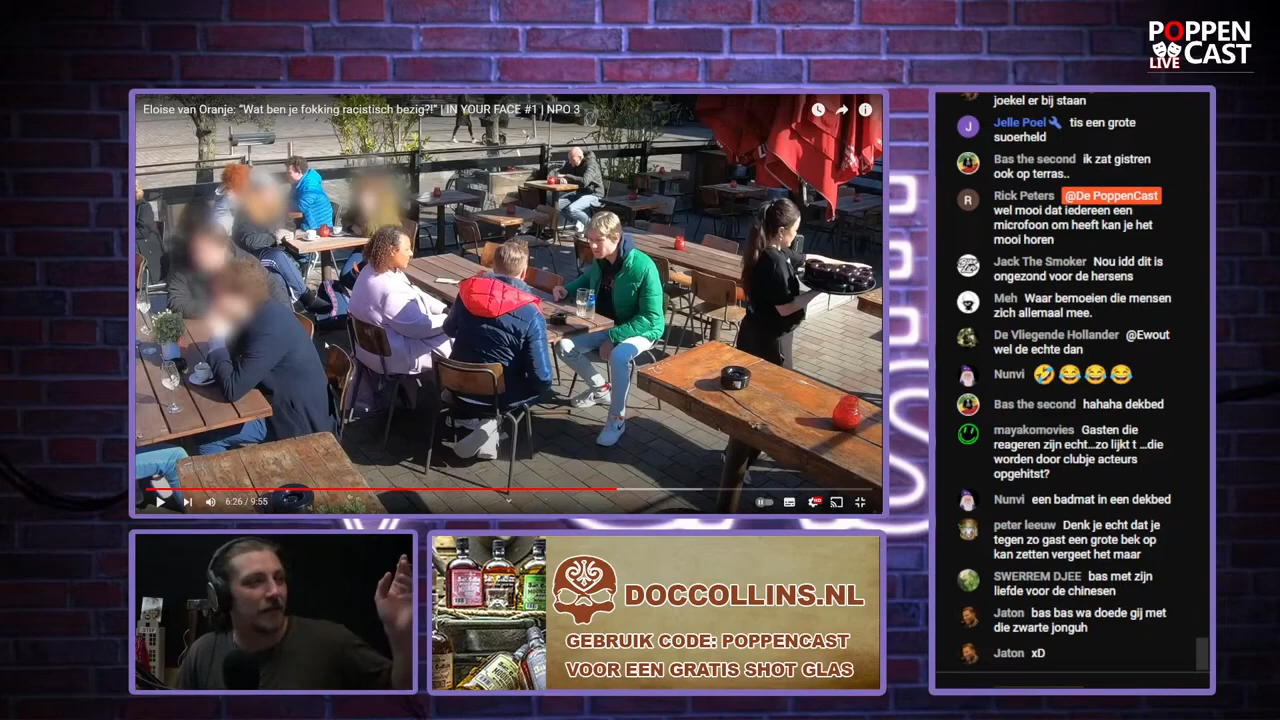 POPPEN
LIVE CAST
Eloise van Oranje: "Wat ben je fokking racistisch bezig?!" | IN YOUR FACE #1 | NPO 3
6:26 / 9:55
HD
DOCCOLLINS.NL
GEBRUIK CODE: POPPENCAST
VOOR EEN GRATIS SHOT GLAS
joekel er bij staan
J Jelle Poel tis een grote
suoerheld
Bas the second ik zat gistren
ook op terras..
R Rick Peters @De PoppenCast
wel mooi dat iedereen een
microfoon om heeft kan je het
mooi horen
Jack The Smoker Nou idd dit is
ongezond voor de hersens
Meh Waar bemoeien die mensen
zich allemaal mee.
De Vliegende Hollander @Ewout
wel de echte dan
Nunvi 🤣😂😂😂
Bas the second hahaha dekbed
mayakomovies Gasten die
reageren zijn echt...zo lijkt t ...die
worden door clubje acteurs
opgehitst?
Nunvi een badmat in een dekbed
peter leeuw Denk je echt dat je
tegen zo gast een grote bek op
kan zetten vergeet het maar
SWERREM DJEE bas met zijn
liefde voor de chinesen
Jaton bas bas wa doede gij met
die zwarte jonguh
Jaton xD